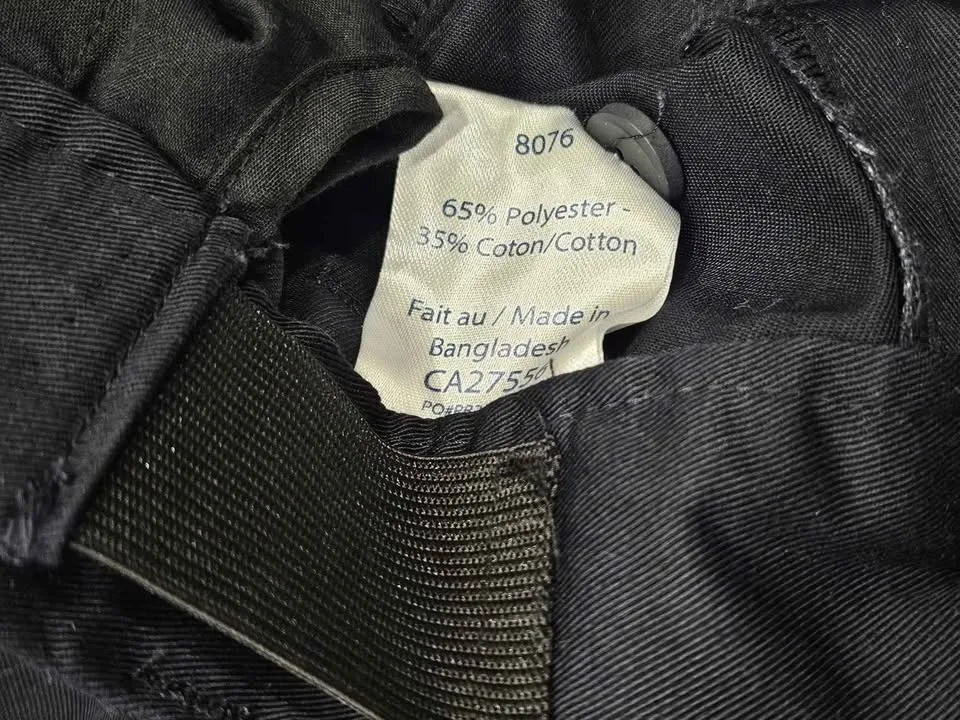 8076
65% Polyester -
35% Coton/Cotton
Fait au / Made in
Bangladesh